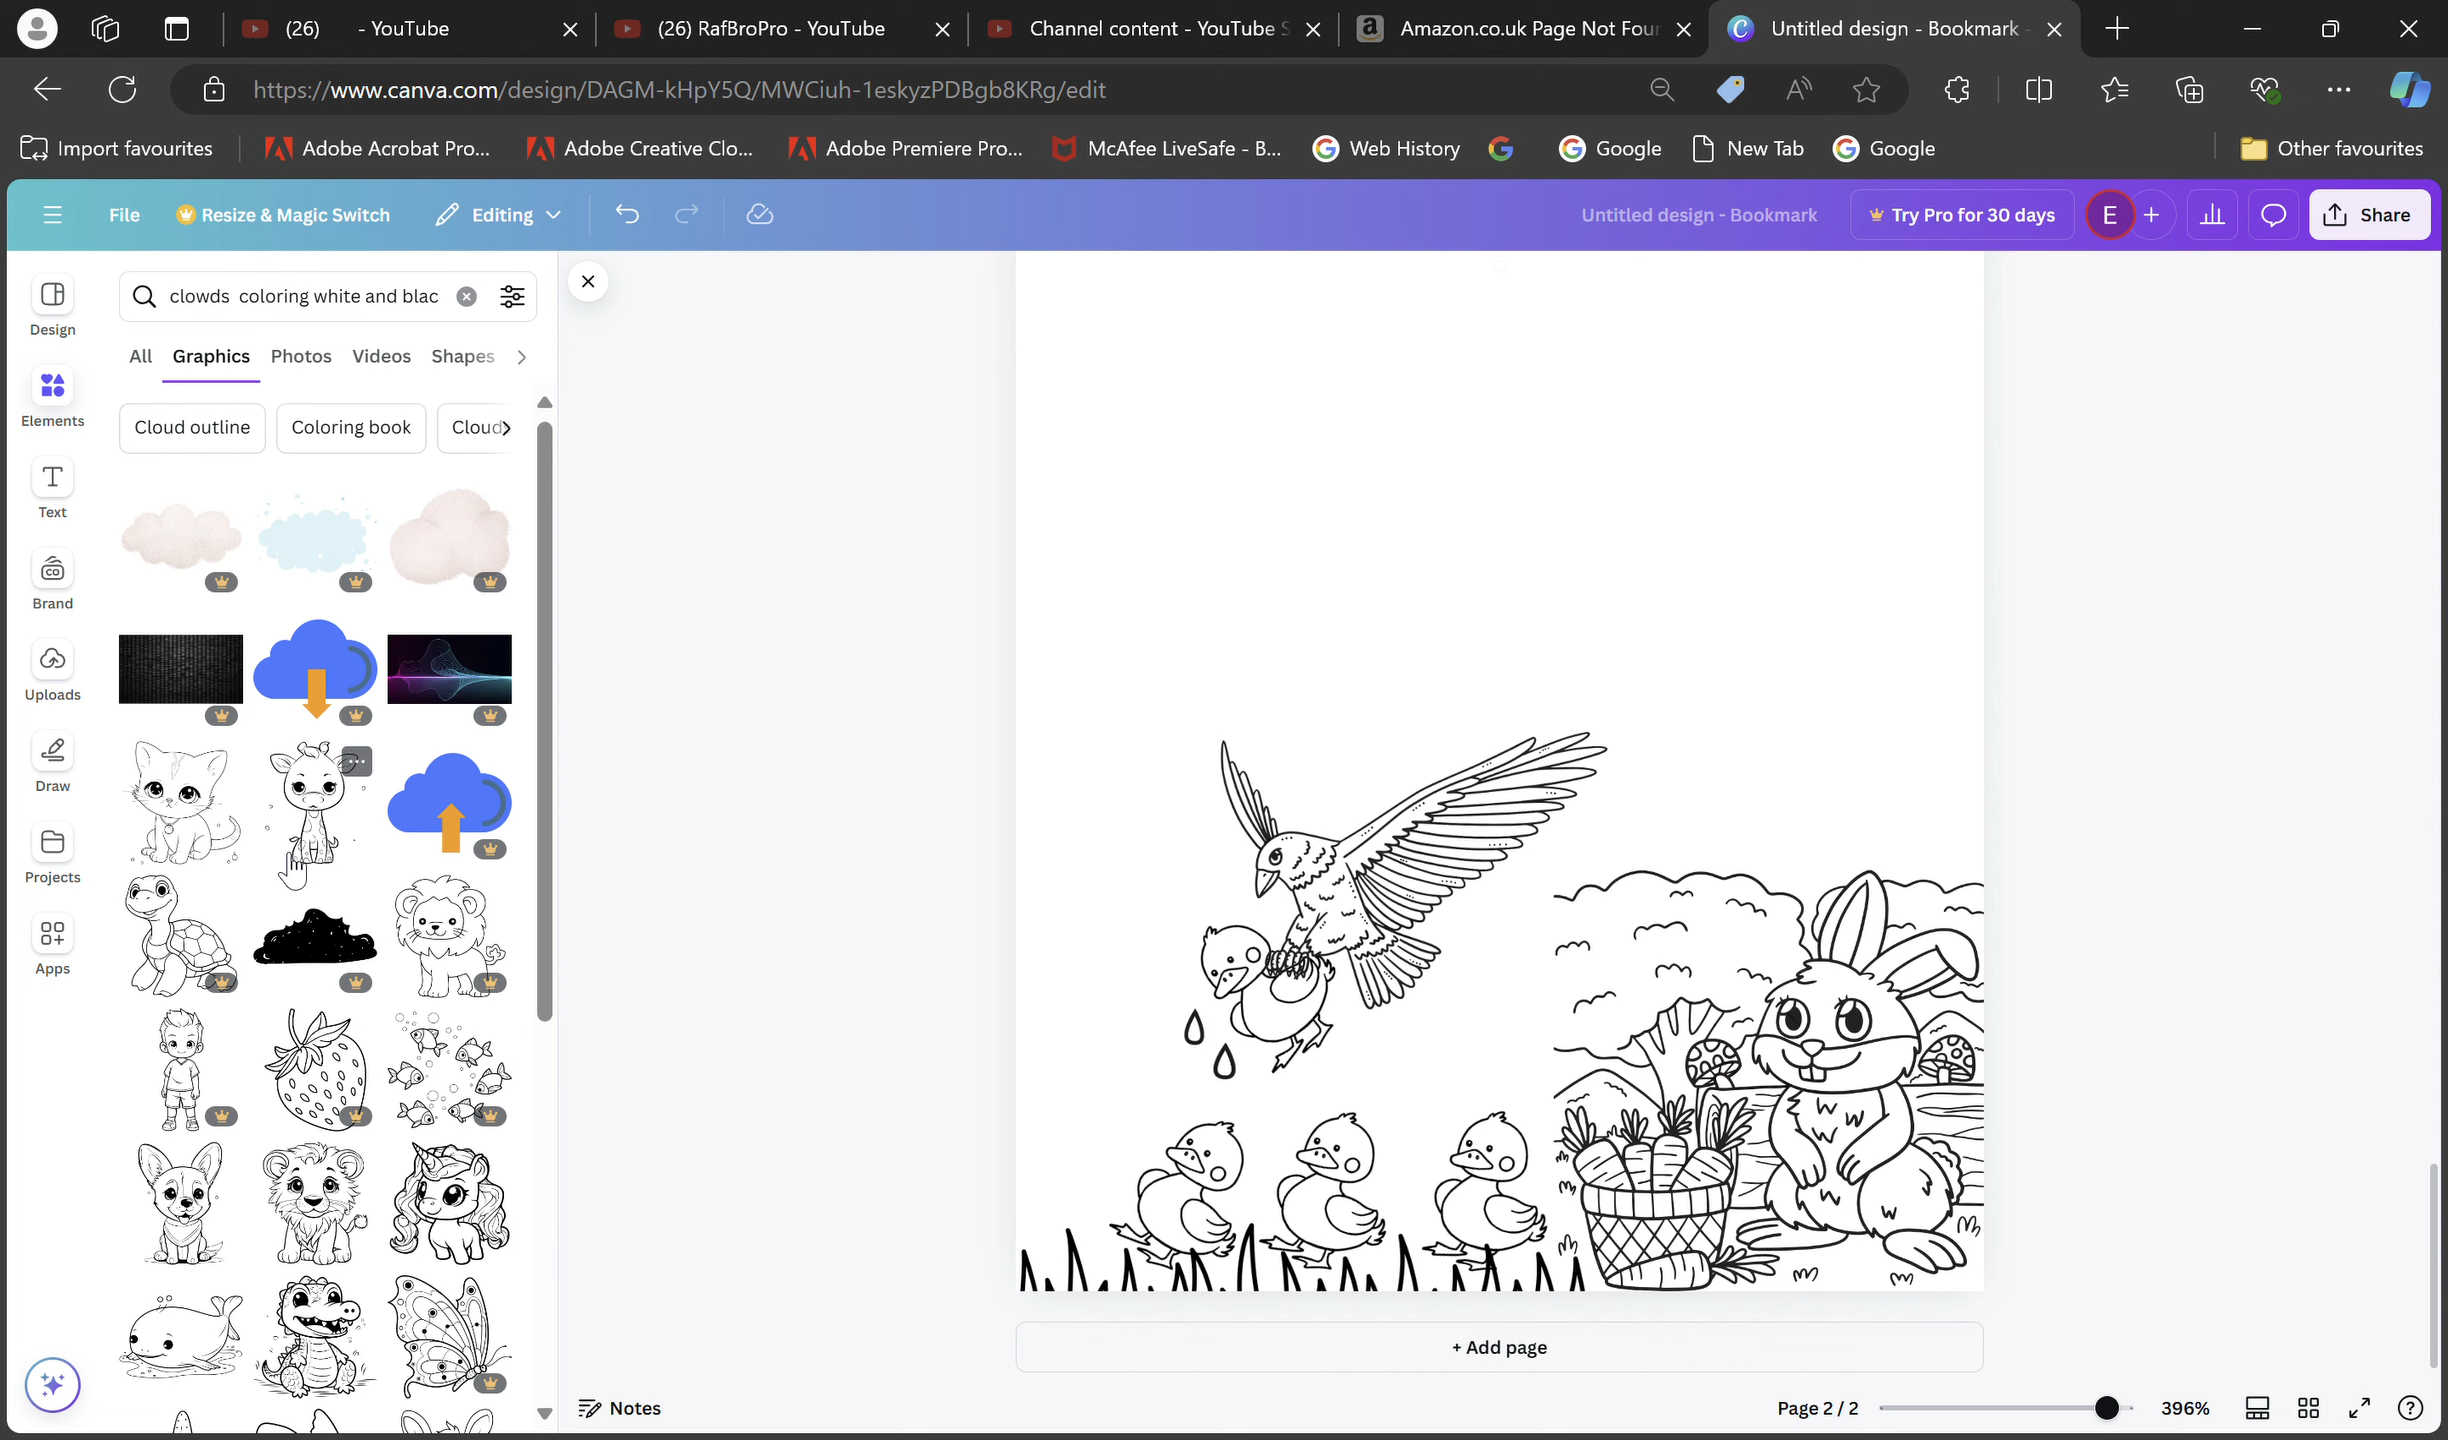 (26) - YouTube
(26) RafBroPro - YouTube
Channel content - YouTube S
Amazon.co.uk Page Not Four
Untitled design - Bookmark -
https://www.canva.com/design/DAGM-kHpY5Q/MWCiuh-1eskyzPDBgb8KRg/edit
Import favourites
Adobe Acrobat Pro...
Adobe Creative Clo...
Adobe Premiere Pro...
McAfee LiveSafe - B...
Web History
Google
New Tab
Google
Other favourites
File
Resize & Magic Switch
Editing
Untitled design - Bookmark
Try Pro for 30 days
E
Share
Design
Elements
Text
Brand
Uploads
Draw
Projects
Apps
clowds coloring white and blac
All Graphics Photos Videos Shapes
Cloud outline
Coloring book
Cloud
+ Add page
Notes
Page 2 / 2
396%